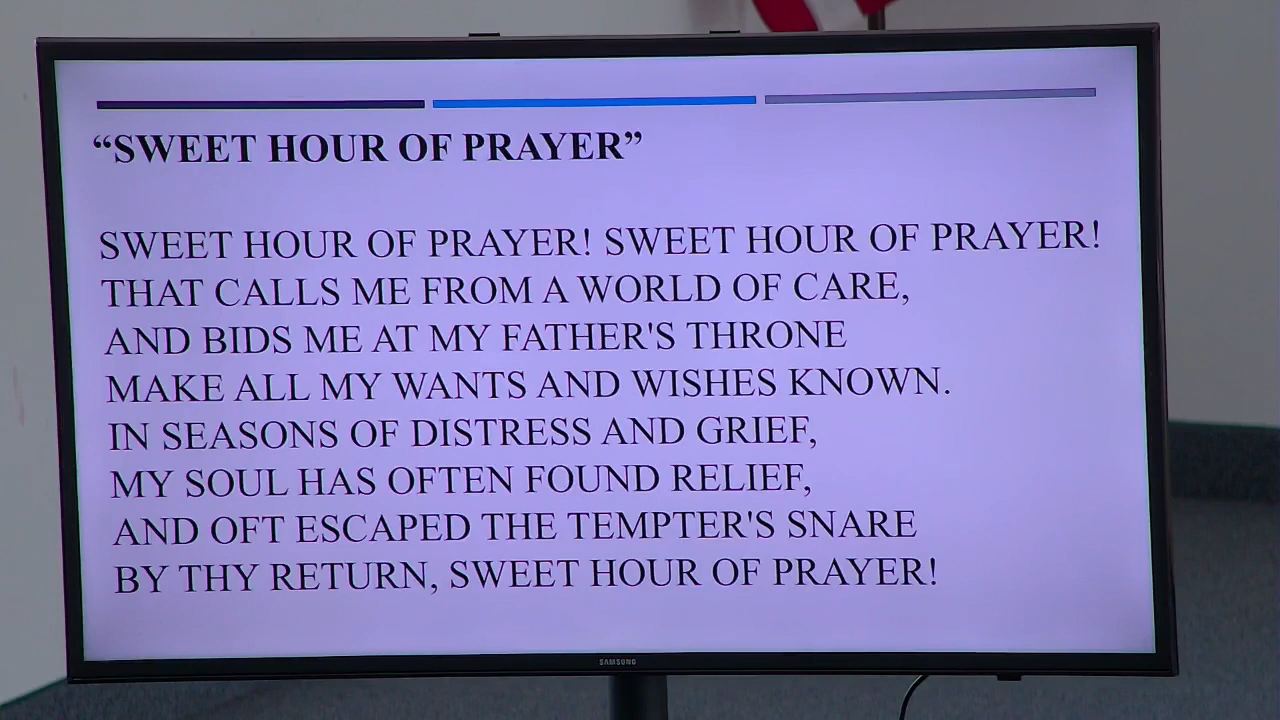 “SWEET HOUR OF PRAYER”
SWEET HOUR OF PRAYER! SWEET HOUR OF PRAYER!
THAT CALLS ME FROM A WORLD OF CARE,
AND BIDS ME AT MY FATHER'S THRONE
MAKE ALL MY WANTS AND WISHES KNOWN.
IN SEASONS OF DISTRESS AND GRIEF,
MY SOUL HAS OFTEN FOUND RELIEF,
AND OFT ESCAPED THE TEMPTER'S SNARE
BY THY RETURN, SWEET HOUR OF PRAYER!
SAMSUNG